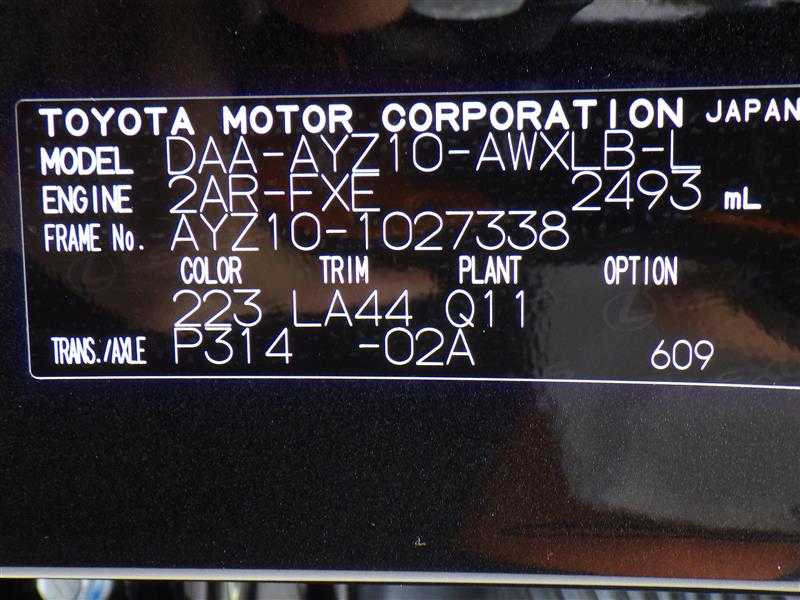 TOYOTA MOTOR CORPORATION JAPAN
MODEL DAA-AYZ10-AWXLB-L
ENGINE 2AR-FXE 2493 mL
FRAME No. AYZ10-1027338
COLOR TRIM PLANT OPTION
223 LA44 Q11
TRANS./AXLE P314 -02A 609